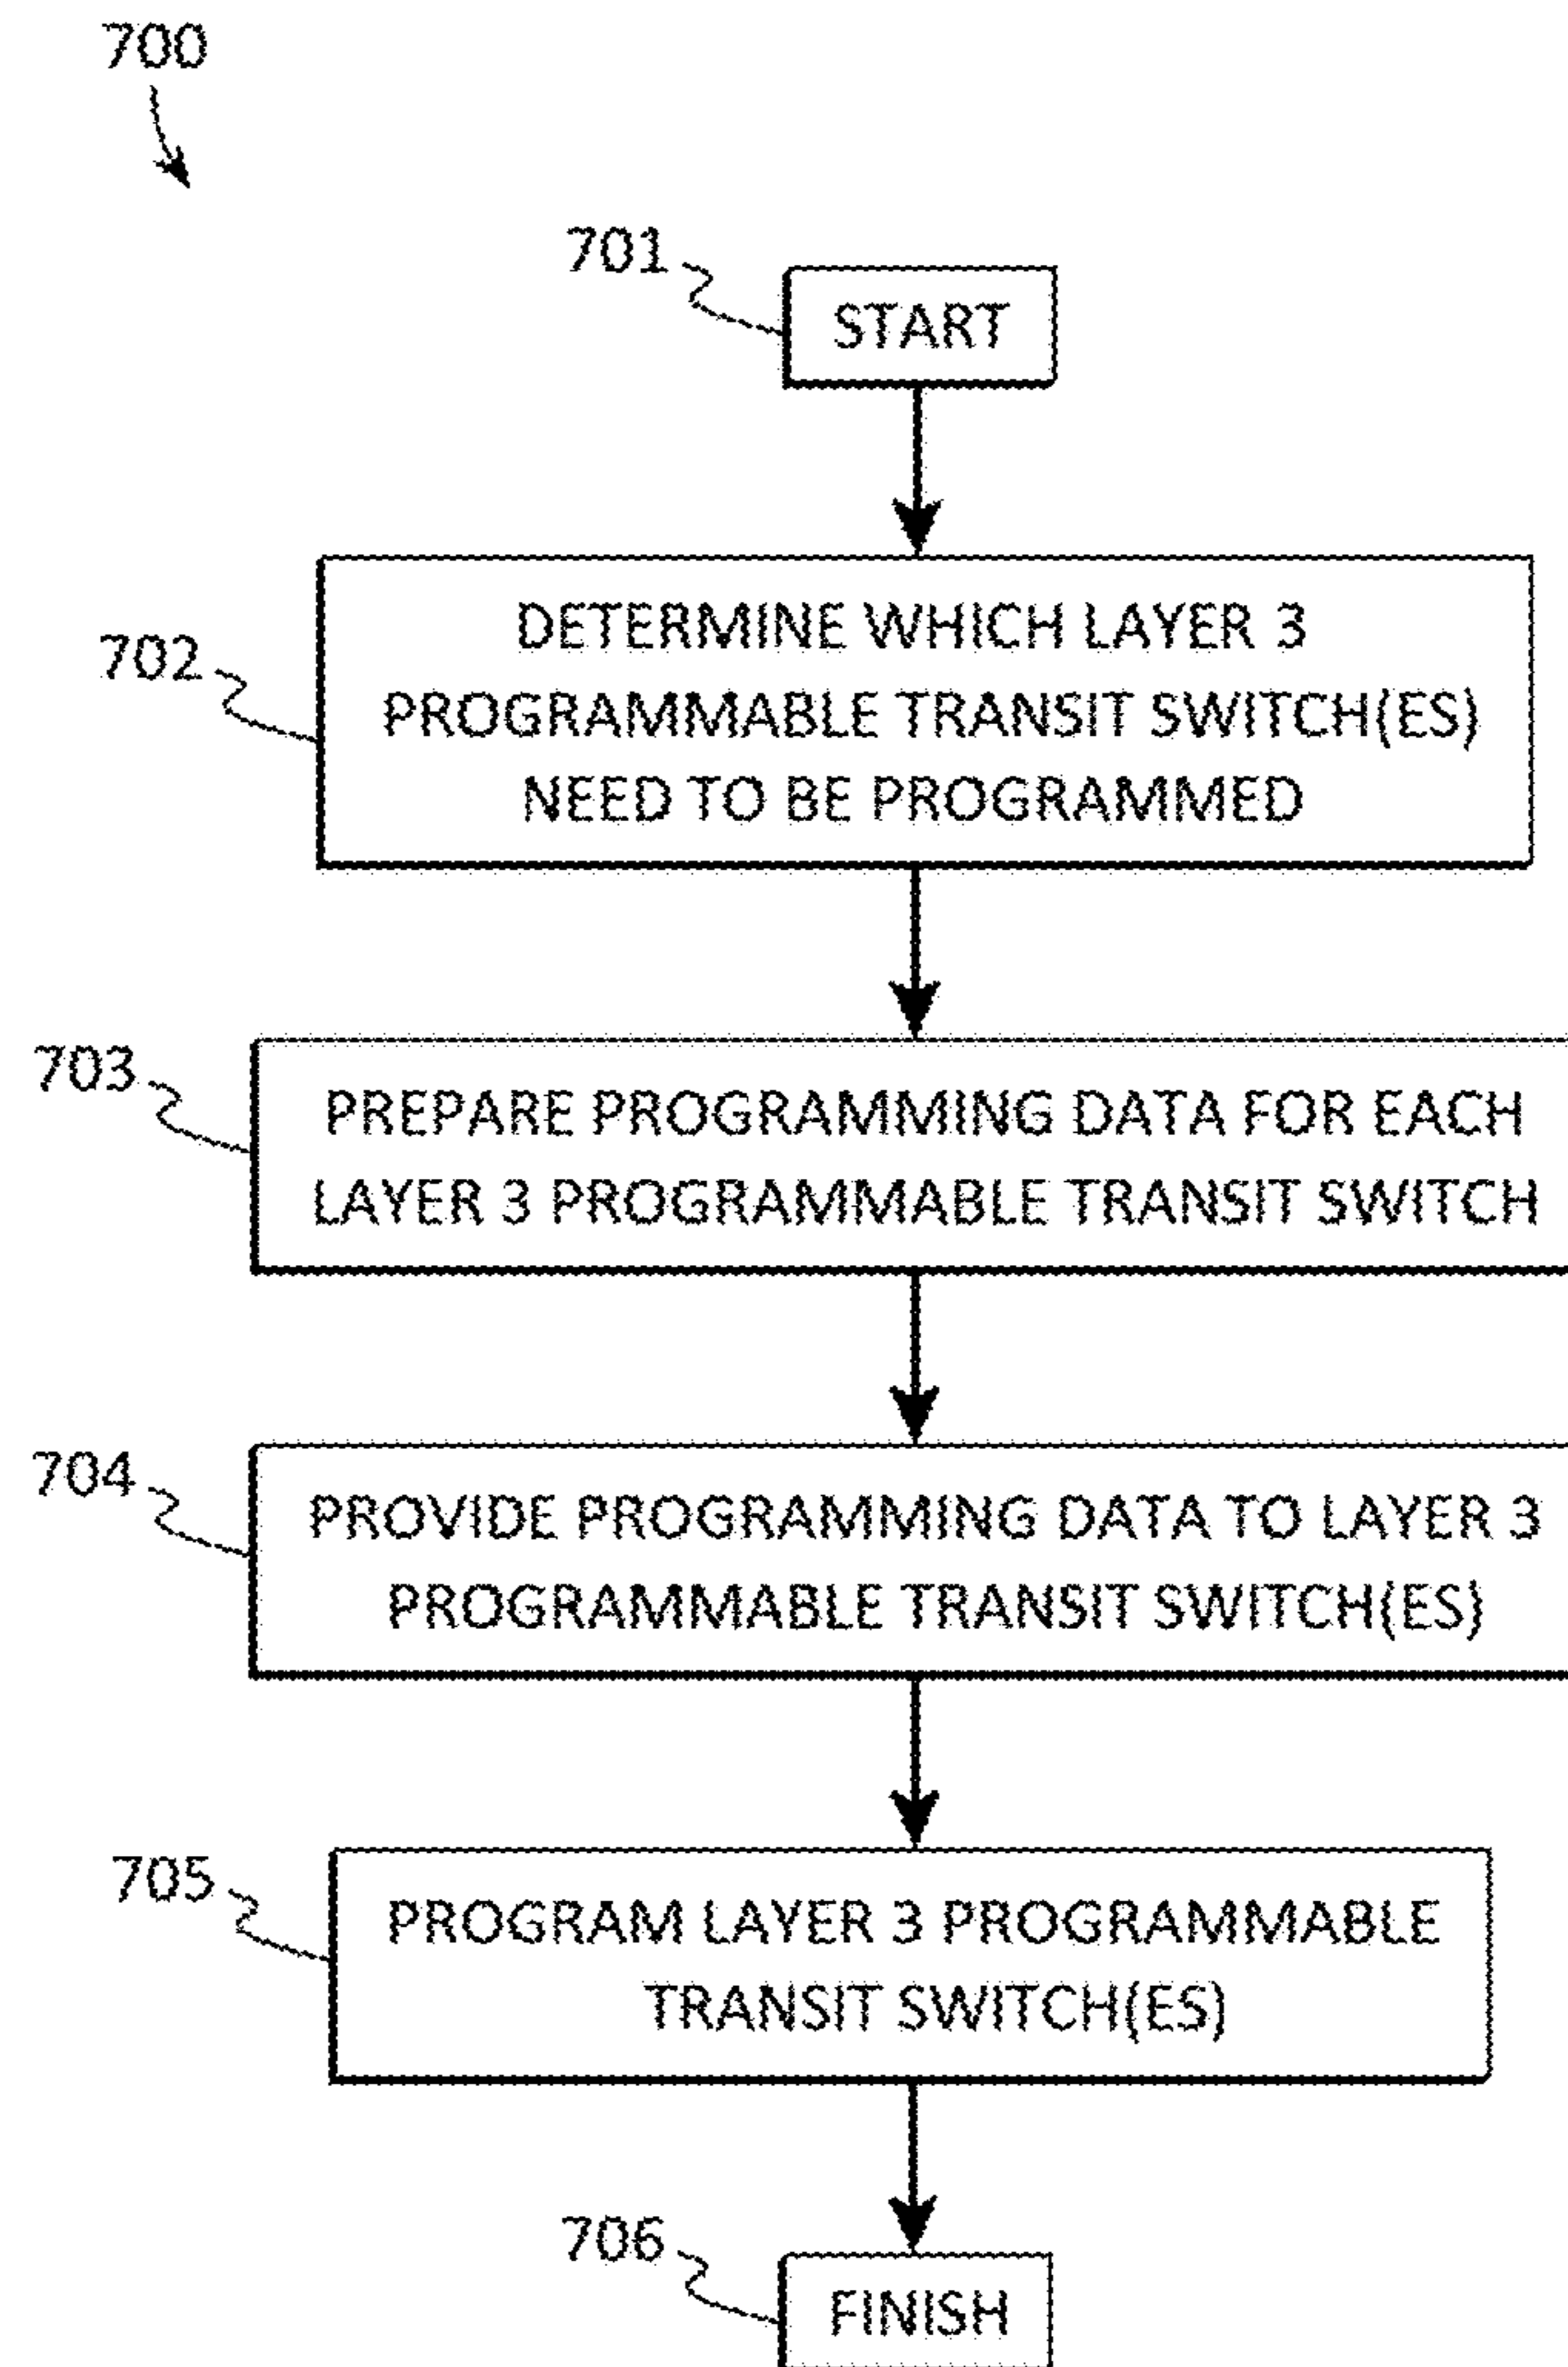 700
701
START
702
DETERMINE WHICH LAYER 3
PROGRAMMABLE TRANSIT SWITCH(ES)
NEED TO BE PROGRAMMED
703
PREPARE PROGRAMMING DATA FOR EACH
LAYER 3 PROGRAMMABLE TRANSIT SWITCH
704
PROVIDE PROGRAMMING DATA TO LAYER 3
PROGRAMMABLE TRANSIT SWITCH(ES)
705
PROGRAM LAYER 3 PROGRAMMABLE
TRANSIT SWITCH(ES)
706
FINISH